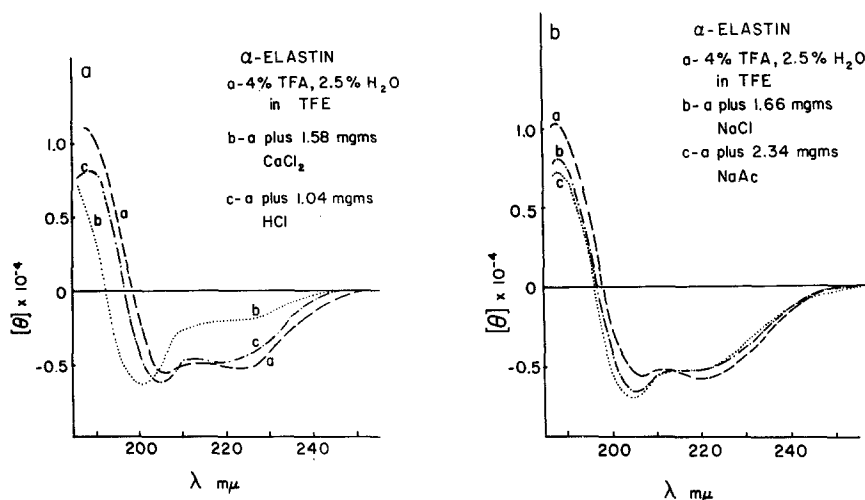 a
α-ELASTIN
a-4% TFA, 2.5% H₂O
in TFE
b-a plus 1.58 mgms
CaCl₂
c-a plus 1.04 mgms
HCl
1.0
0.5
0
-0.5
[θ] x 10⁻⁴
a
c
b
b
c
a
200
220
240
λ mμ
b
α-ELASTIN
a-4% TFA, 2.5% H₂O
in TFE
b-a plus 1.66 mgms
NaCl
c-a plus 2.34 mgms
NaAc
1.0
0.5
0
-0.5
[θ] x 10⁻⁴
a
b
c
200
220
240
λ mμ